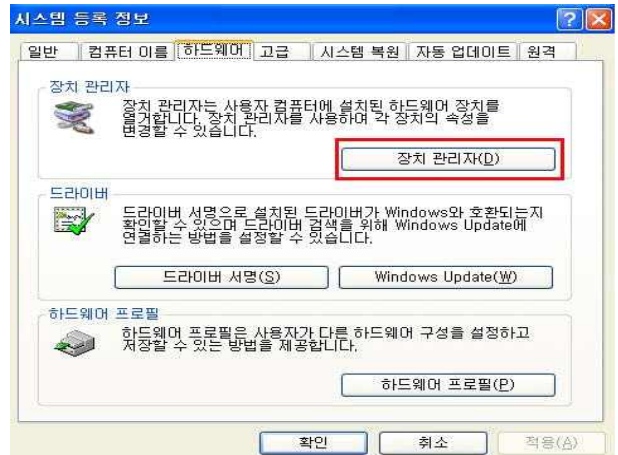 시스템 등록 정보
일반 컴퓨터 이름 하드웨어 고급 시스템 복원 자동 업데이트 원격
장치 관리자
장치 관리자는 사용자 컴퓨터에 설치된 하드웨어 장치를
열거합니다. 장치 관리자를 사용하여 각 장치의 속성을
변경할 수 있습니다.
장치 관리자(D)
드라이버
드라이버 서명으로 설치된 드라이버가 Windows와 호환되는지
확인할 수 있으며 드라이버 검색을 위해 Windows Update에
연결하는 방법을 설정할 수 있습니다.
드라이버 서명(S) Windows Update(W)
하드웨어 프로필
하드웨어 프로필은 사용자가 다른 하드웨어 구성을 설정하고
저장할 수 있는 방법을 제공합니다.
하드웨어 프로필(P)
확인 취소 적용(A)